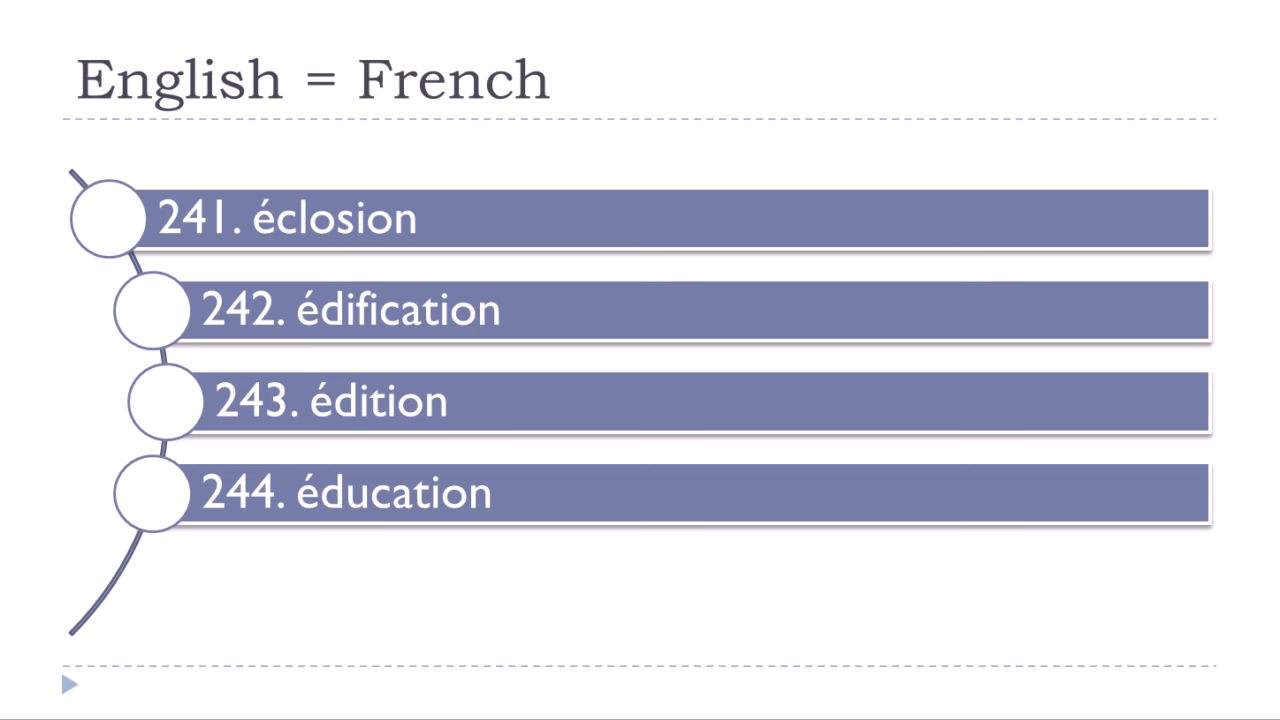 English = French
241. éclosion
242. édification
243. édition
244. éducation